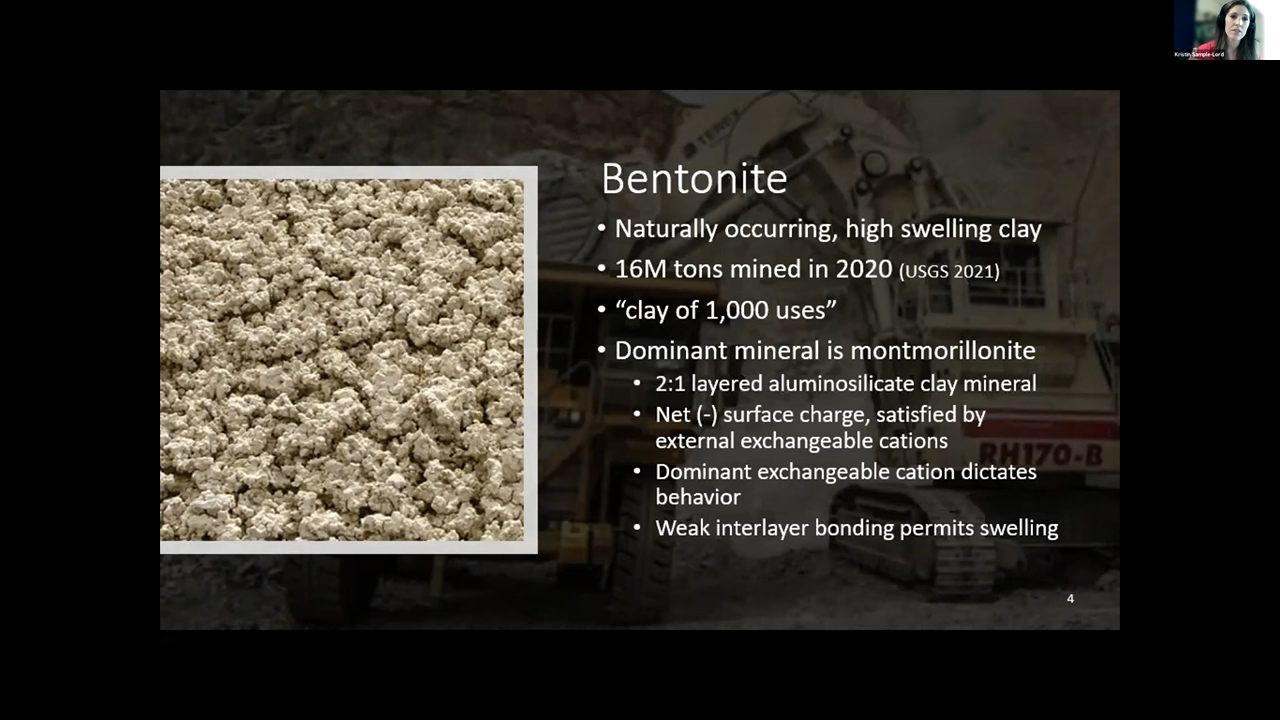 Kristin Sample-Lord
TEREX
Bentonite
• Naturally occurring, high swelling clay
• 16M tons mined in 2020 (USGS 2021)
• “clay of 1,000 uses”
• Dominant mineral is montmorillonite
• 2:1 layered aluminosilicate clay mineral
• Net (-) surface charge, satisfied by
external exchangeable cations
• Dominant exchangeable cation dictates
behavior
• Weak interlayer bonding permits swelling
RH170-B
4